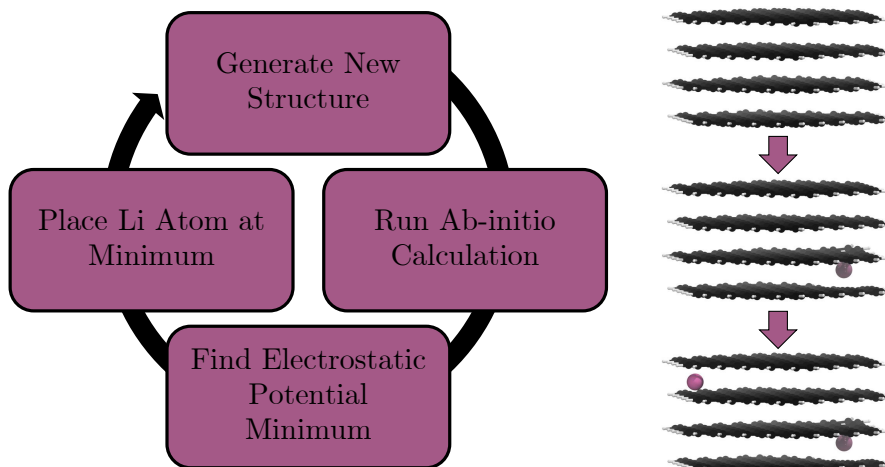 Generate New
Structure
Place Li Atom at
Minimum
Run Ab-initio
Calculation
Find Electrostatic
Potential
Minimum